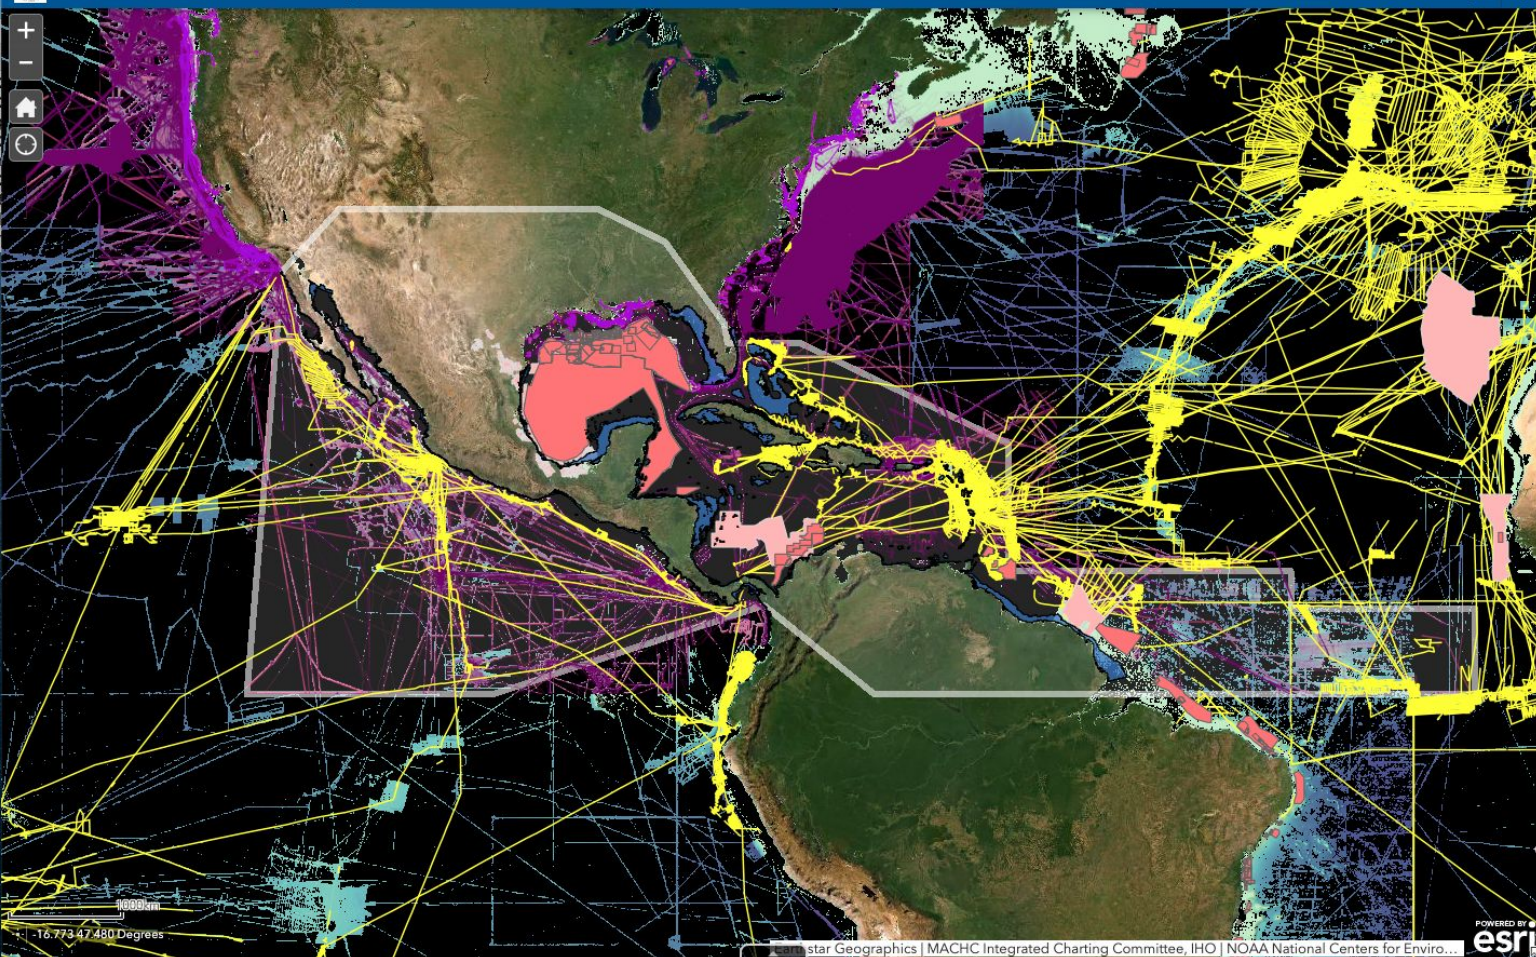 +
−
1000km
-16.773 47.480 Degrees
Earthstar Geographics | MACHC Integrated Charting Committee, IHO | NOAA National Centers for Enviro...
POWERED BY
esri